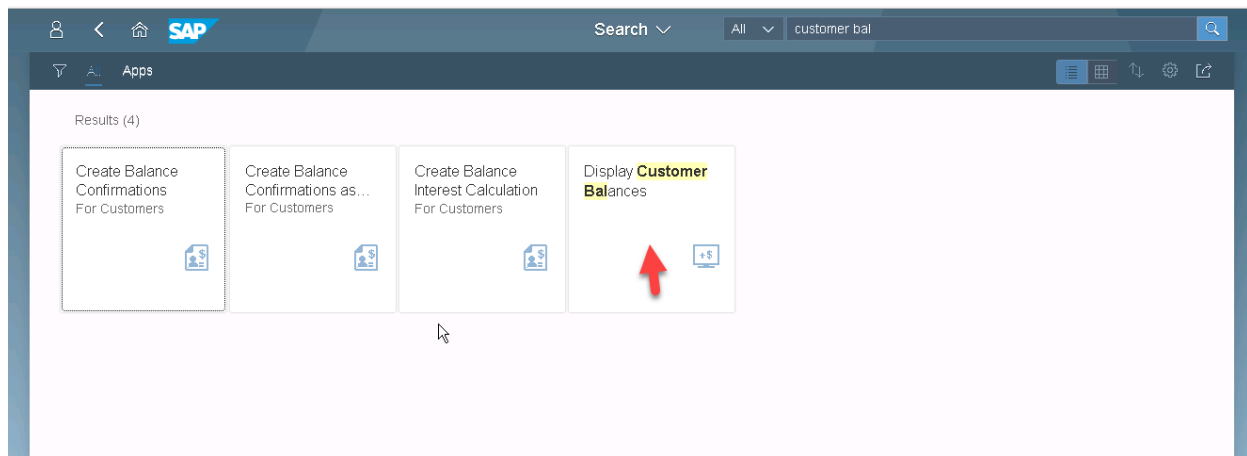 SAP
Search
All
customer bal
All
Apps
Results (4)
Create Balance
Confirmations
For Customers
Create Balance
Confirmations as...
For Customers
Create Balance
Interest Calculation
For Customers
Display Customer
Balances
+$